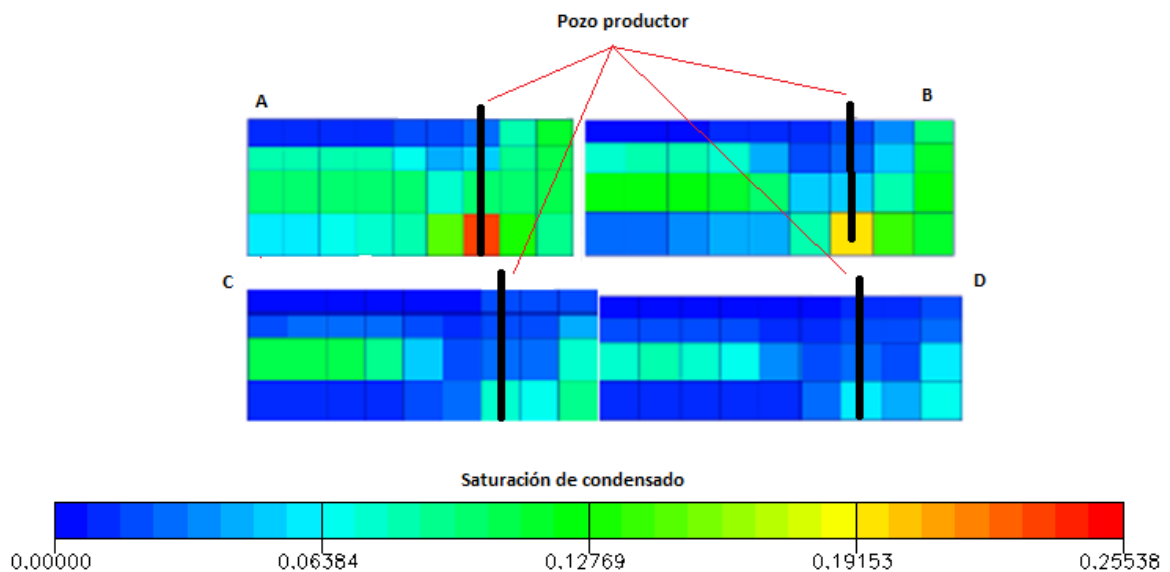 Pozo productor
A
B
C
D
Saturación de condensado
0,00000 0,06384 0,12769 0,19153 0,25538